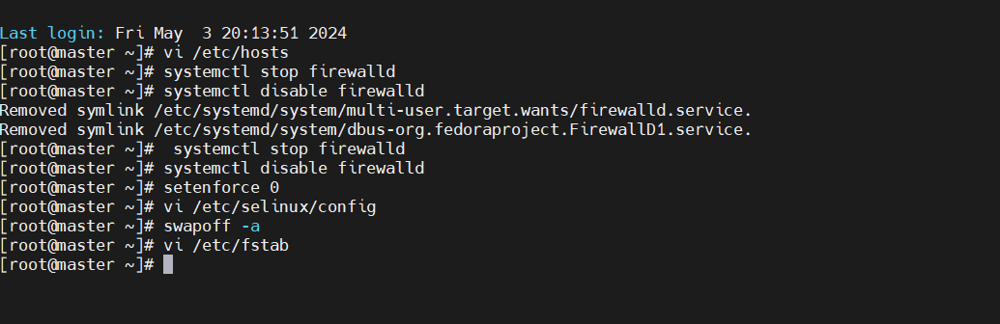 Last login: Fri May  3 20:13:51 2024
[root@master ~]# vi /etc/hosts
[root@master ~]# systemctl stop firewalld
[root@master ~]# systemctl disable firewalld
Removed symlink /etc/systemd/system/multi-user.target.wants/firewalld.service.
Removed symlink /etc/systemd/system/dbus-org.fedoraproject.FirewallD1.service.
[root@master ~]#  systemctl stop firewalld
[root@master ~]# systemctl disable firewalld
[root@master ~]# setenforce 0
[root@master ~]# vi /etc/selinux/config
[root@master ~]# swapoff -a
[root@master ~]# vi /etc/fstab
[root@master ~]#